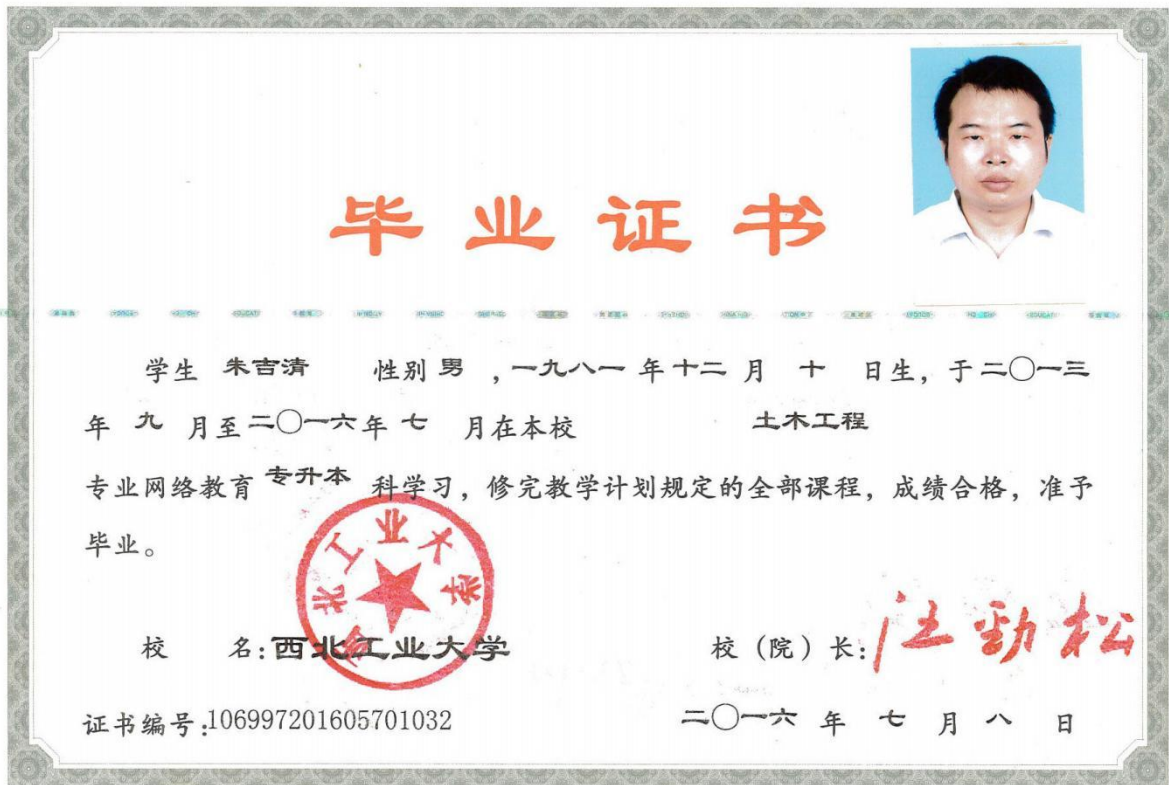 毕业证书
学生 朱吉清 性别 男 ,一九八一 年 十二 月 十 日生, 于 二〇一三
年 九 月至 二〇一六 年 七 月在本校 土木工程
专业网络教育 专升本 科学习, 修完教学计划规定的全部课程, 成绩合格, 准予
毕业。
西北工业大学
校 名: 西北工业大学 校 (院) 长: 汪劲松
证书编号: 106997201605701032 二〇一六 年 七 月 八 日